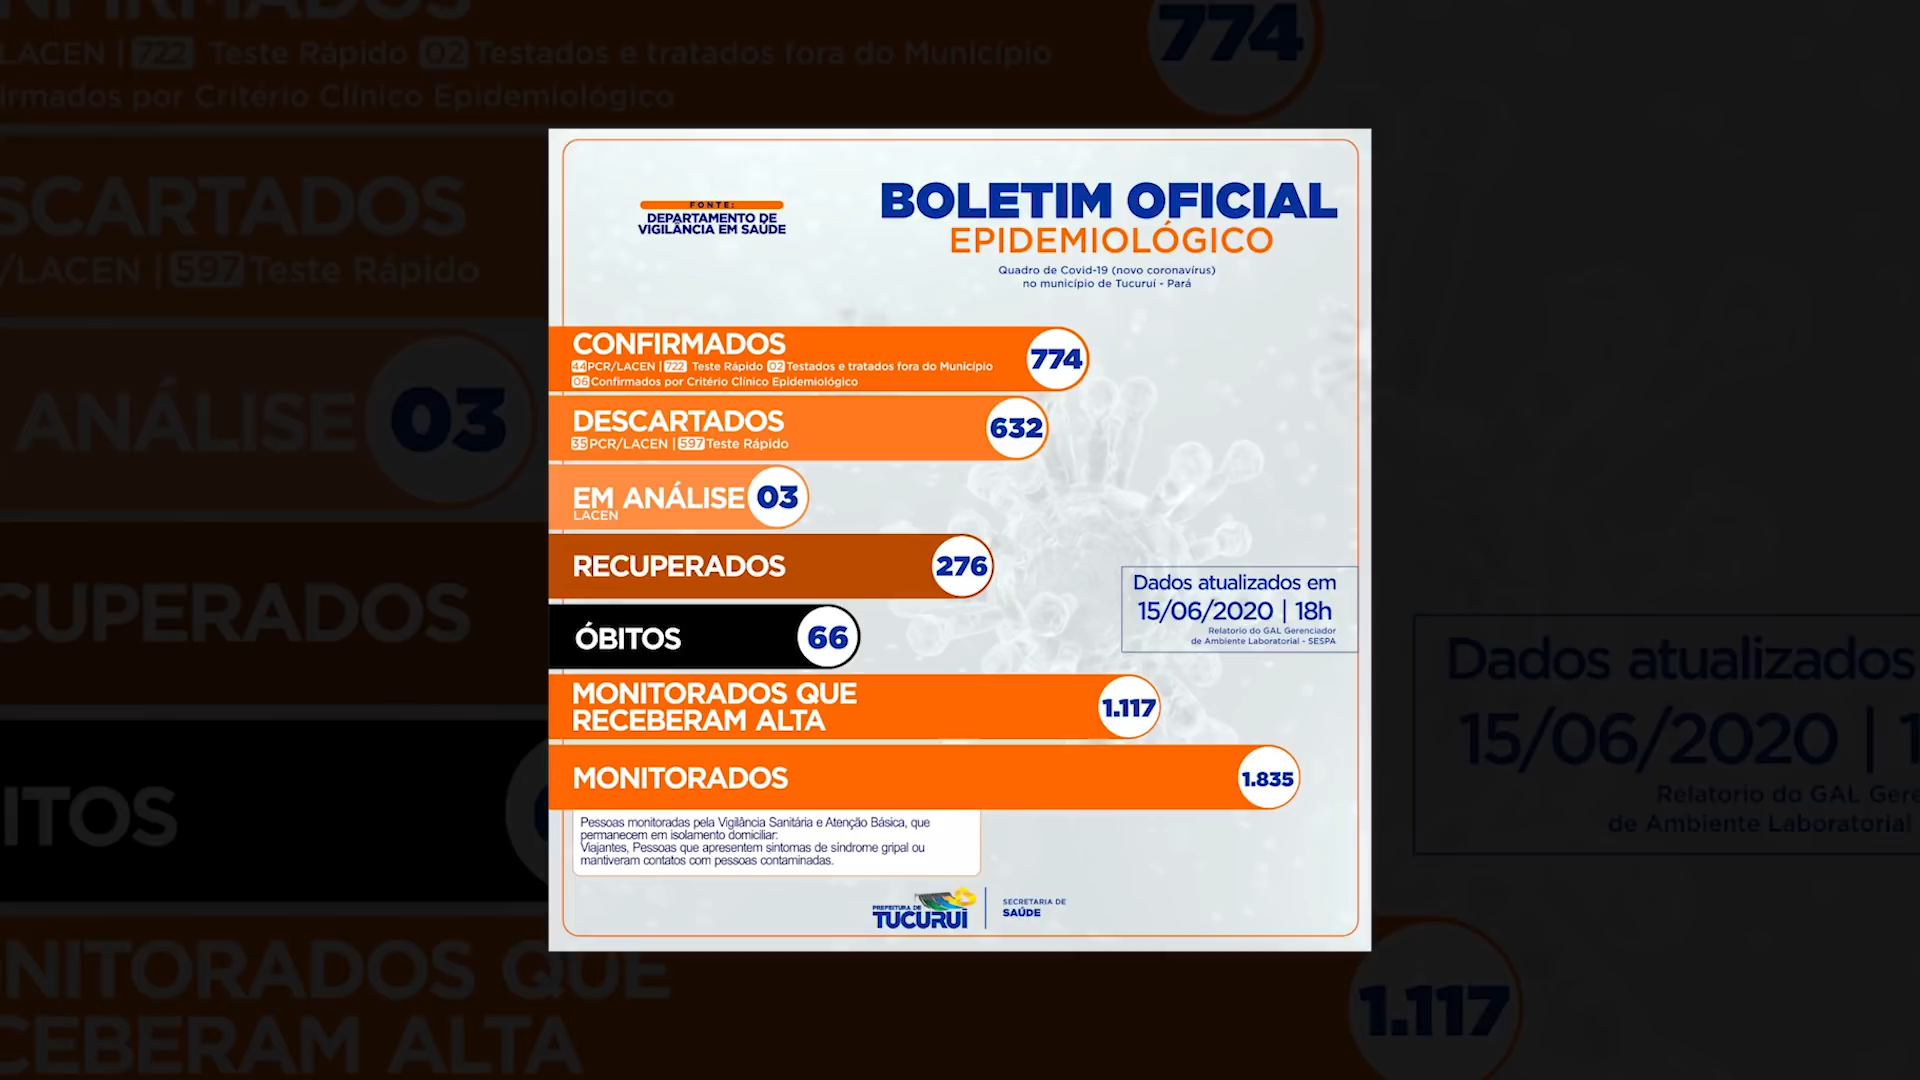 FONTE:
DEPARTAMENTO DE
VIGILÂNCIA EM SAÚDE
BOLETIM OFICIAL
EPIDEMIOLÓGICO
Quadro de Covid-19 (novo coronavírus)
no município de Tucuruí - Pará
CONFIRMADOS
44 PCR/LACEN | 722 Teste Rápido 02 Testados e tratados fora do Município
06 Confirmados por Critério Clínico Epidemiológico
774
DESCARTADOS
35 PCR/LACEN | 597 Teste Rápido
632
EM ANÁLISE 03
LACEN
RECUPERADOS 276
ÓBITOS 66
Dados atualizados em
15/06/2020 | 18h
Relatorio do GAL Gerenciador
de Ambiente Laboratorial - SESPA
MONITORADOS QUE
RECEBERAM ALTA
1.117
MONITORADOS 1.835
Pessoas monitoradas pela Vigilância Sanitária e Atenção Básica, que
permanecem em isolamento domiciliar:
Viajantes, Pessoas que apresentem sintomas de síndrome gripal ou
mantiveram contatos com pessoas contaminadas.
PREFEITURA DE
TUCURUÍ
SECRETARIA DE
SAÚDE